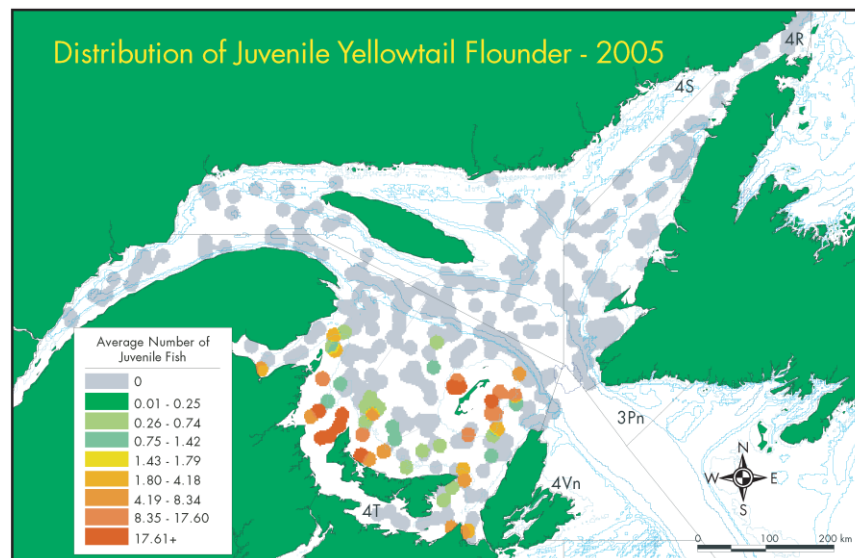 Distribution of Juvenile Yellowtail Flounder - 2005
4R
4S
Average Number of
Juvenile Fish
0
0.01 - 0.25
0.26 - 0.74
0.75 - 1.42
1.43 - 1.79
1.80 - 4.18
4.19 - 8.34
8.35 - 17.60
17.61+
3Pn
4Vn
4T
N
W E
S
0 100 200 km